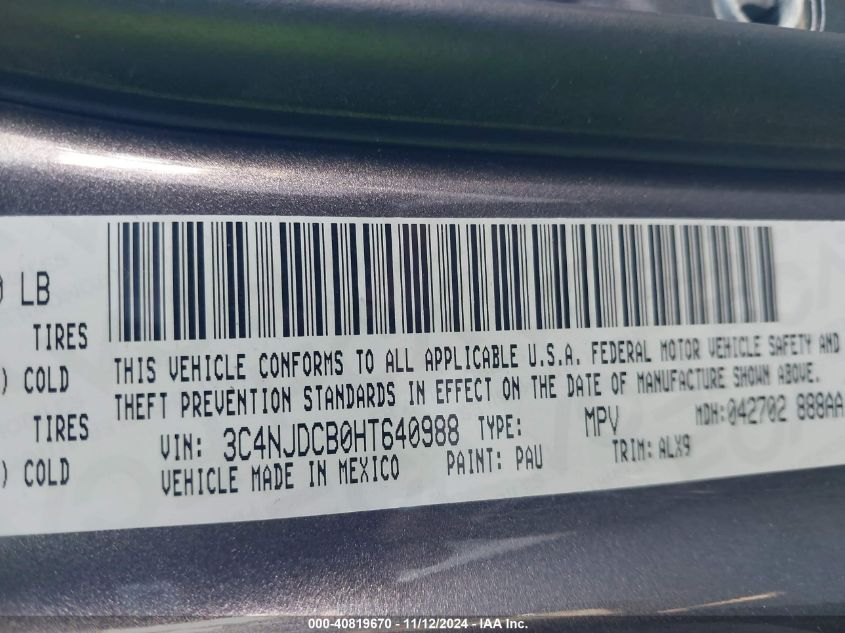 0 LB
TIRES
) COLD
TIRES
) COLD
THIS VEHICLE CONFORMS TO ALL APPLICABLE U.S.A. FEDERAL MOTOR VEHICLE SAFETY AND
THEFT PREVENTION STANDARDS IN EFFECT ON THE DATE OF MANUFACTURE SHOWN ABOVE.
VIN: 3C4NJDCB0HT640988 TYPE: MPV MDH:042702 888AA
VEHICLE MADE IN MEXICO PAINT: PAU TRIM: ALX9
000-40819670 - 11/12/2024 - IAA Inc.